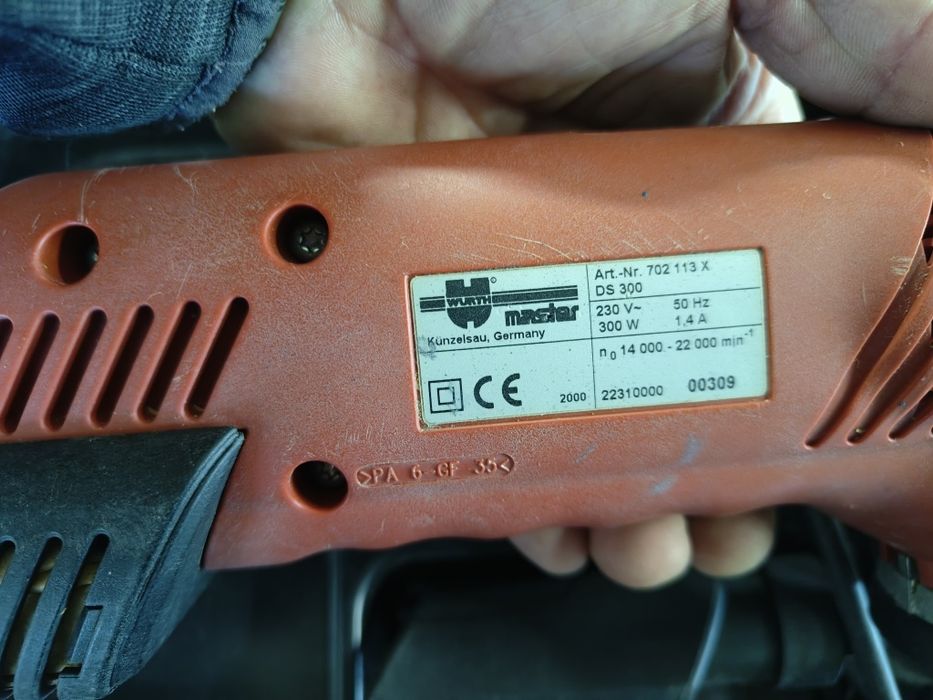 WURTH
©
master
Künzelsau, Germany
CE
2000
Art.-Nr. 702 113 X
DS 300
230 V~ 50 Hz
300 W 1,4 A
n0 14 000 - 22 000 min-1
22310000 00309
>PA 6-GF 35<